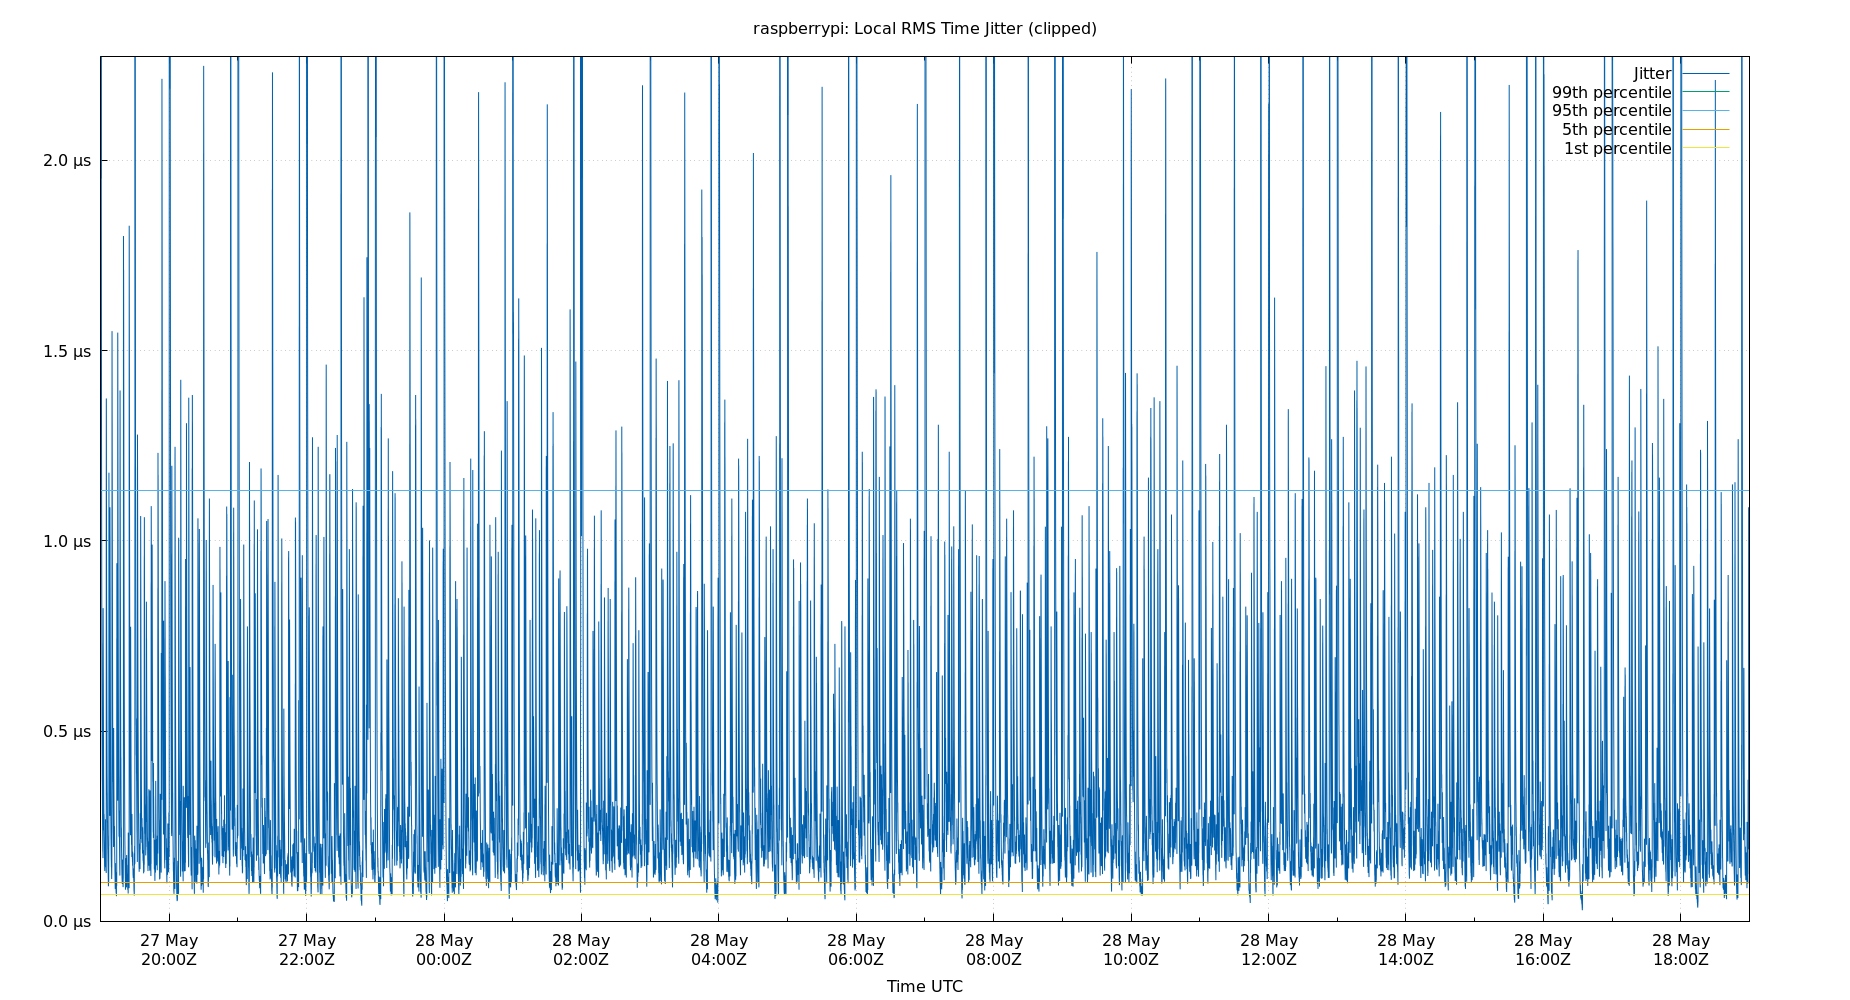 raspberrypi: Local RMS Time Jitter (clipped)
Jitter
99th percentile
95th percentile
5th percentile
1st percentile
2.0 µs
1.5 µs
1.0 µs
0.5 µs
0.0 µs
27 May 27 May 28 May 28 May 28 May 28 May 28 May 28 May 28 May 28 May 28 May 28 May
20:00Z 22:00Z 00:00Z 02:00Z 04:00Z 06:00Z 08:00Z 10:00Z 12:00Z 14:00Z 16:00Z 18:00Z
Time UTC